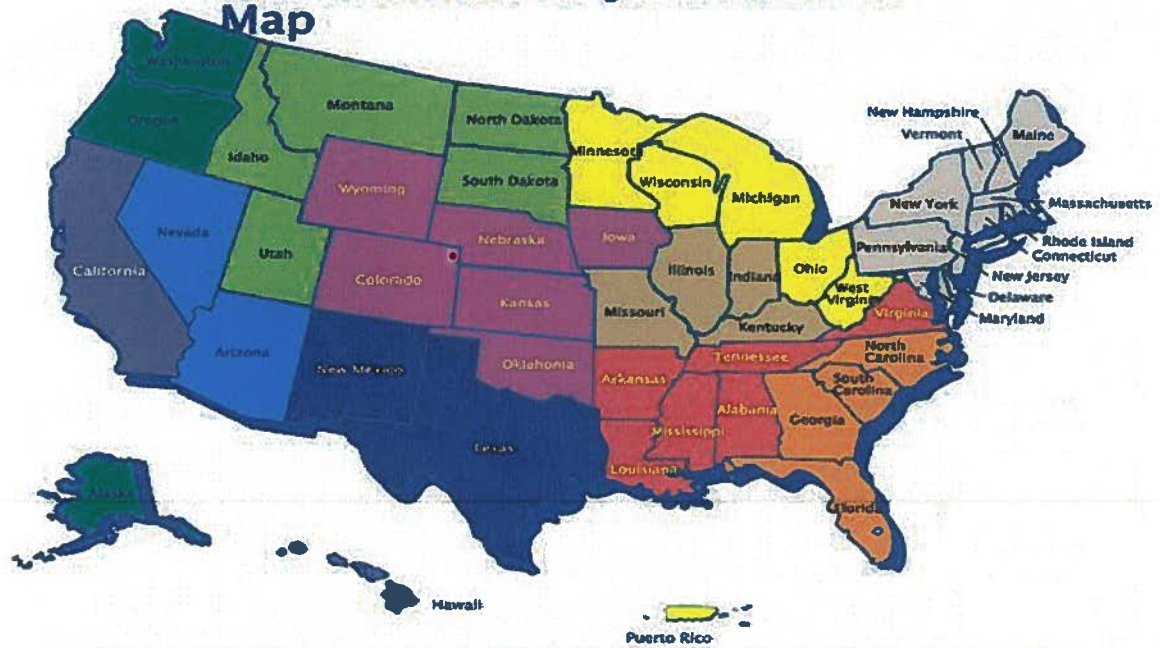 Map
Washington
Oregon
Montana
Idaho
North Dakota
South Dakota
Minnesot
Wisconsin
Michigan
Wyoming
Nevada
Utah
California
Colorado
Nebraska
Iowa
Kansas
Illinois
Indiana
Ohio
Missouri
Kentucky
West
Virginia
Virginia
Pennsylvania
New York
Vermont
New Hampshire
Maine
Massachusetts
Rhode Island
Connecticut
New Jersey
Delaware
Maryland
Arizona
New Mexico
Oklahoma
Texas
Arkansas
Tennessee
North
Carolina
South
Carolina
Georgia
Alabama
Mississippi
Louisiana
Florida
Alaska
Hawaii
Puerto Rico